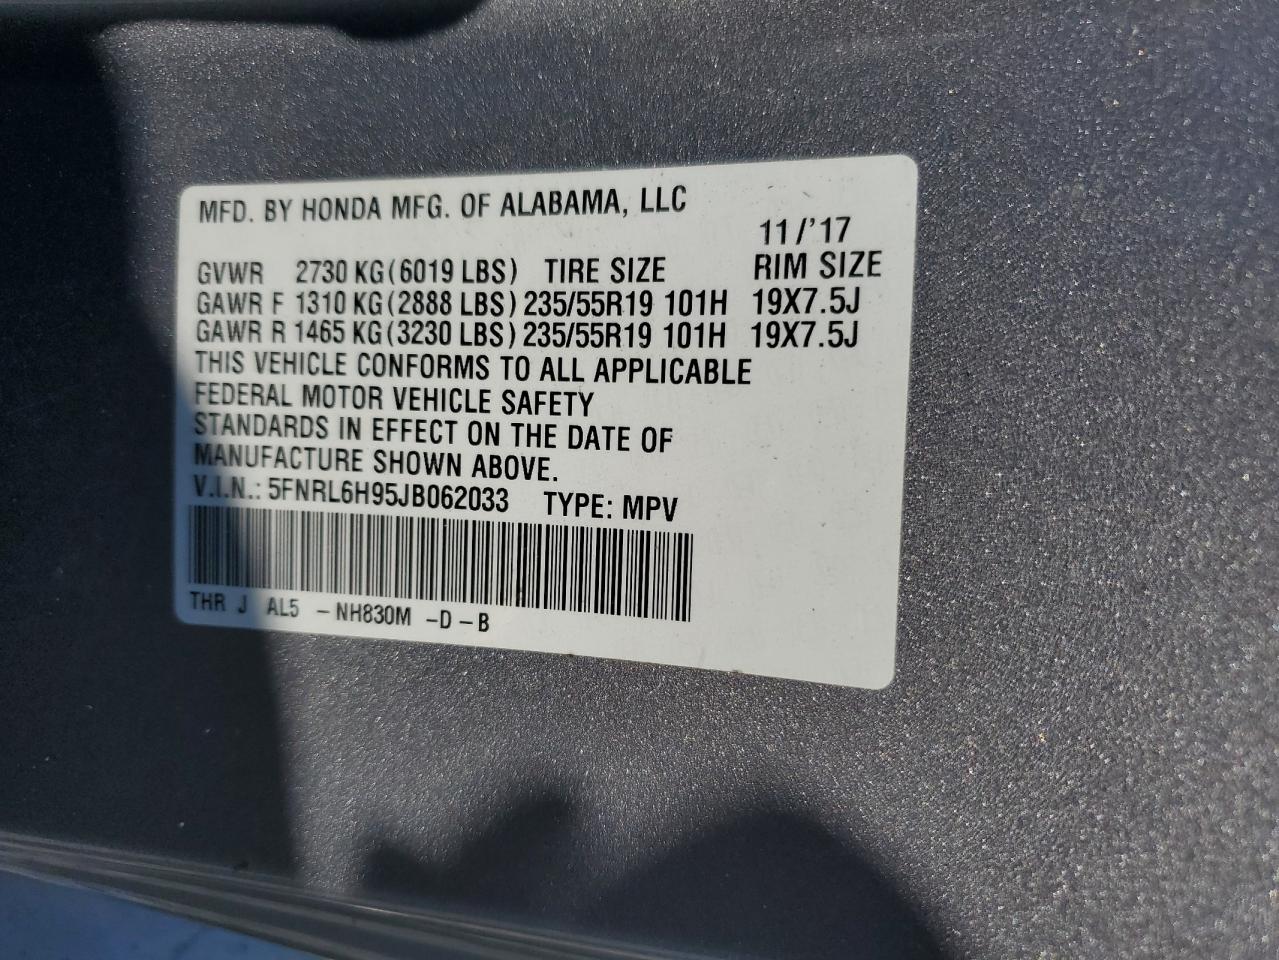 MFD. BY HONDA MFG. OF ALABAMA, LLC
11/'17
GVWR 2730 KG(6019 LBS) TIRE SIZE RIM SIZE
GAWR F 1310 KG(2888 LBS) 235/55R19 101H 19X7.5J
GAWR R 1465 KG(3230 LBS) 235/55R19 101H 19X7.5J
THIS VEHICLE CONFORMS TO ALL APPLICABLE
FEDERAL MOTOR VEHICLE SAFETY
STANDARDS IN EFFECT ON THE DATE OF
MANUFACTURE SHOWN ABOVE.
V.I.N.: 5FNRL6H95JB062033 TYPE: MPV
THR J AL5 -NH830M -D-B